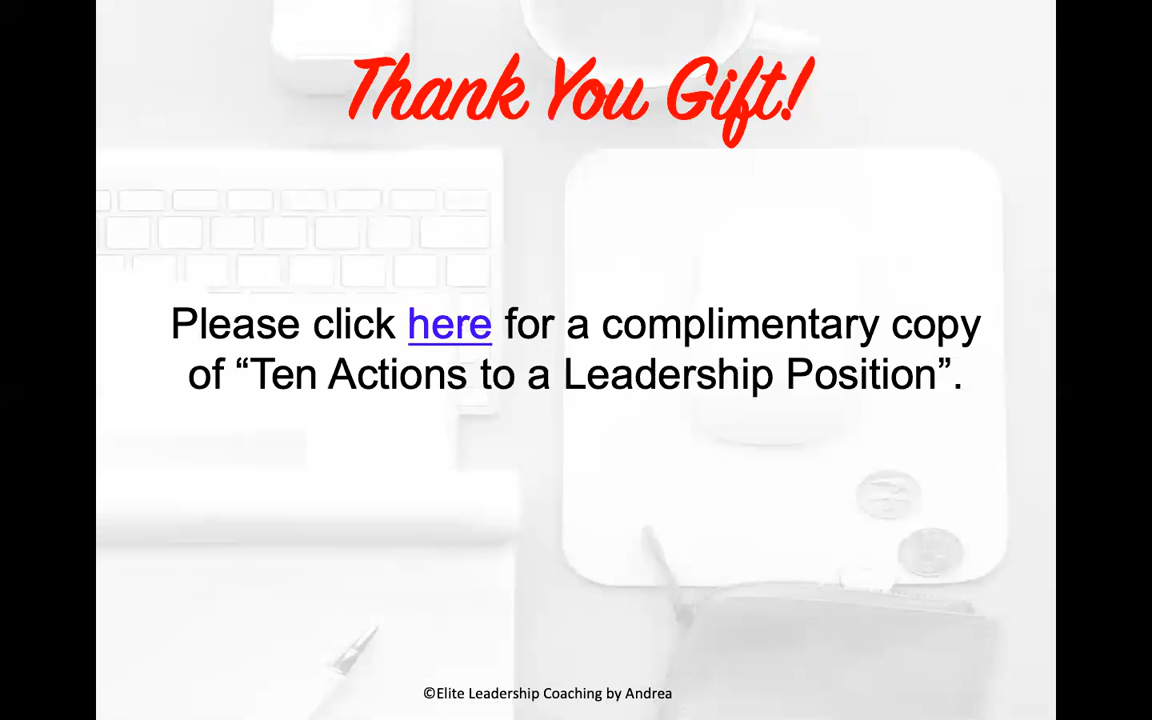 Thank You Gift!
Please click here for a complimentary copy
of “Ten Actions to a Leadership Position”.
©Elite Leadership Coaching by Andrea